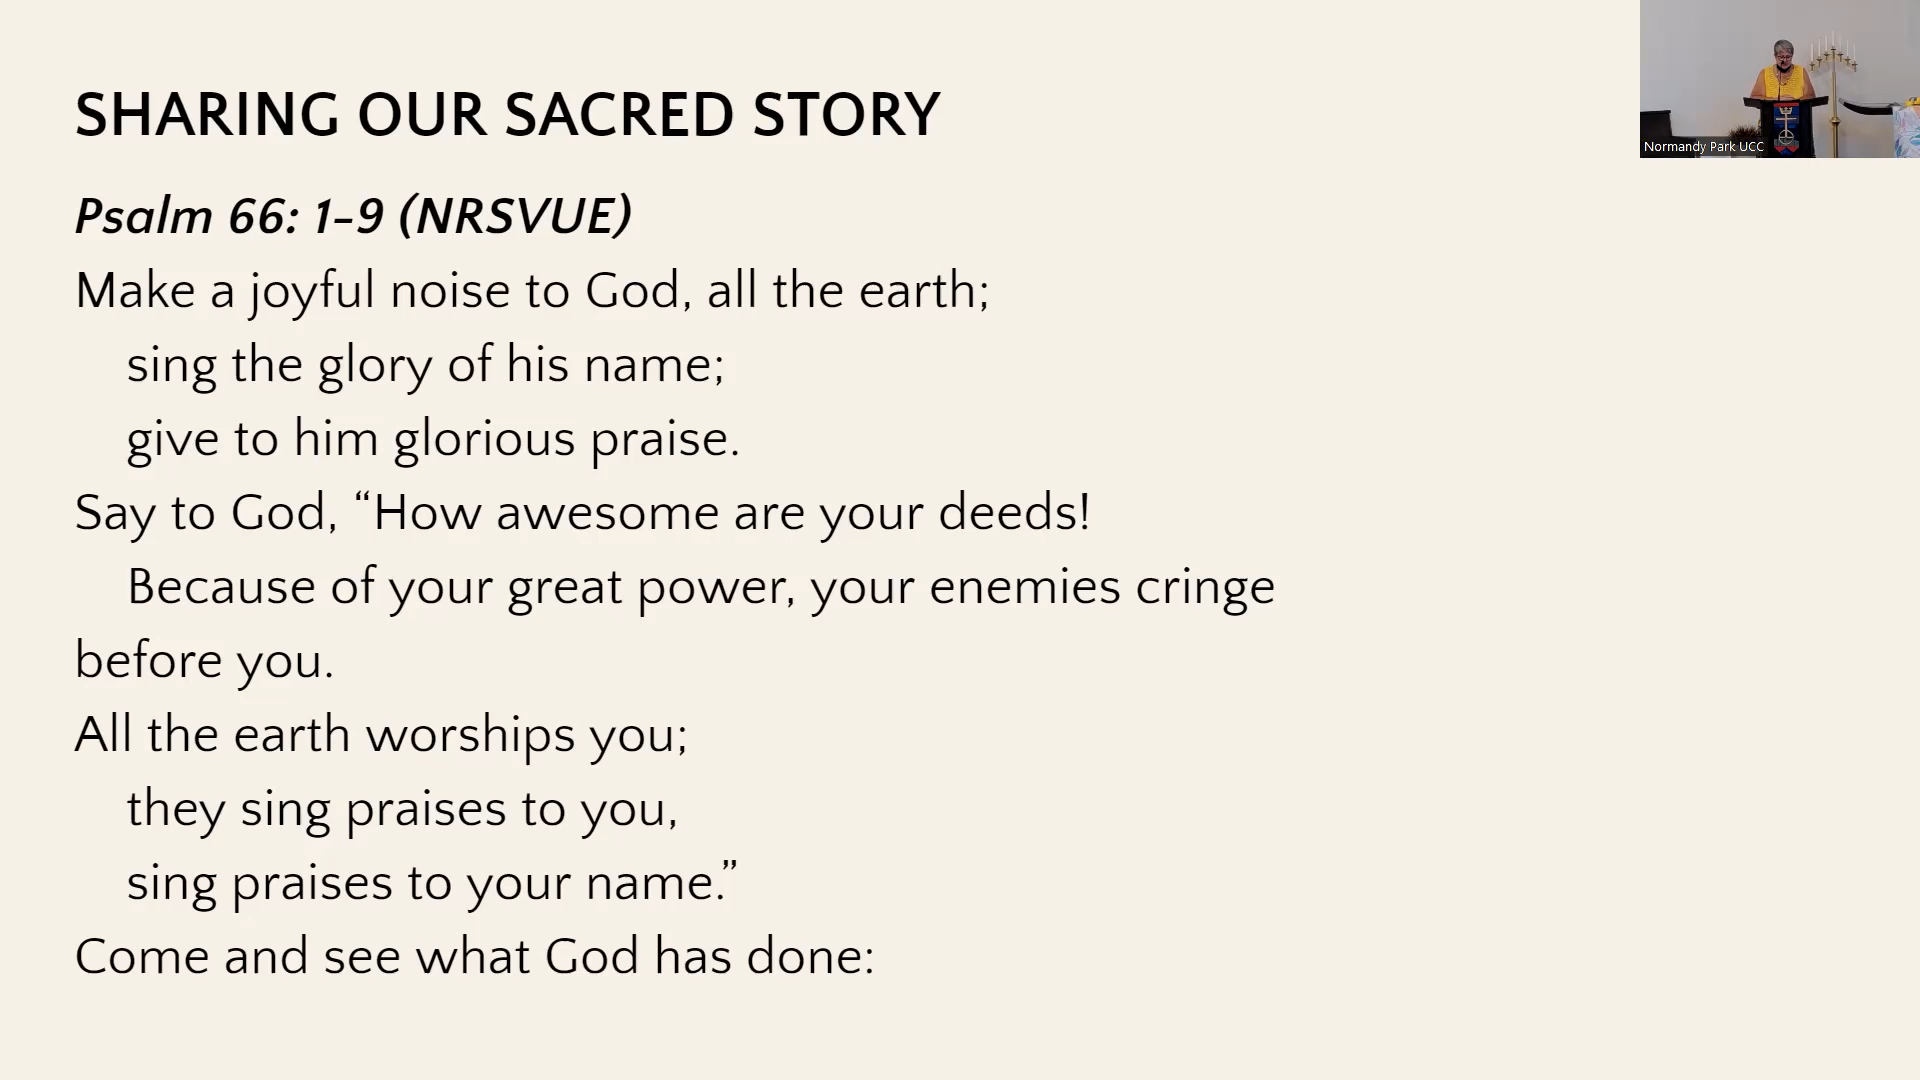 SHARING OUR SACRED STORY
Psalm 66: 1-9 (NRSVUE)
Make a joyful noise to God, all the earth;
sing the glory of his name;
give to him glorious praise.
Say to God, “How awesome are your deeds!
Because of your great power, your enemies cringe
before you.
All the earth worships you;
they sing praises to you,
sing praises to your name.”
Come and see what God has done:
Normandy Park UCC